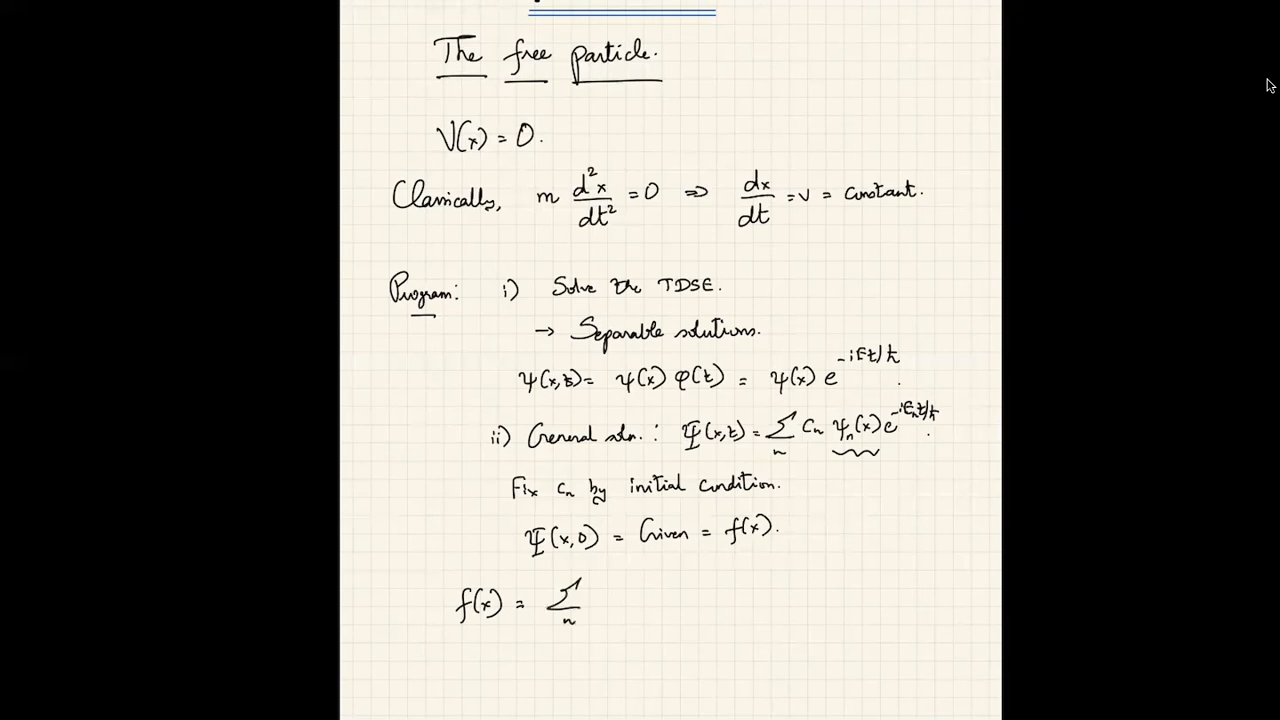 The free particle.
V(x) = 0.
Classically, m d²x/dt² = 0 ⇒ dx/dt = v = constant.
Program: i) Solve the TDSE.
→ Separable solutions.
ψ(x,t) = ψ(x) φ(t) = ψ(x) e^{-iEt/ħ}.
ii) General soln. : Ψ(x,t) = Σ_n c_n ψ_n(x) e^{-iE_n t/ħ}.
Fix c_n by initial condition.
Ψ(x,0) = Given = f(x).
f(x) = Σ_n